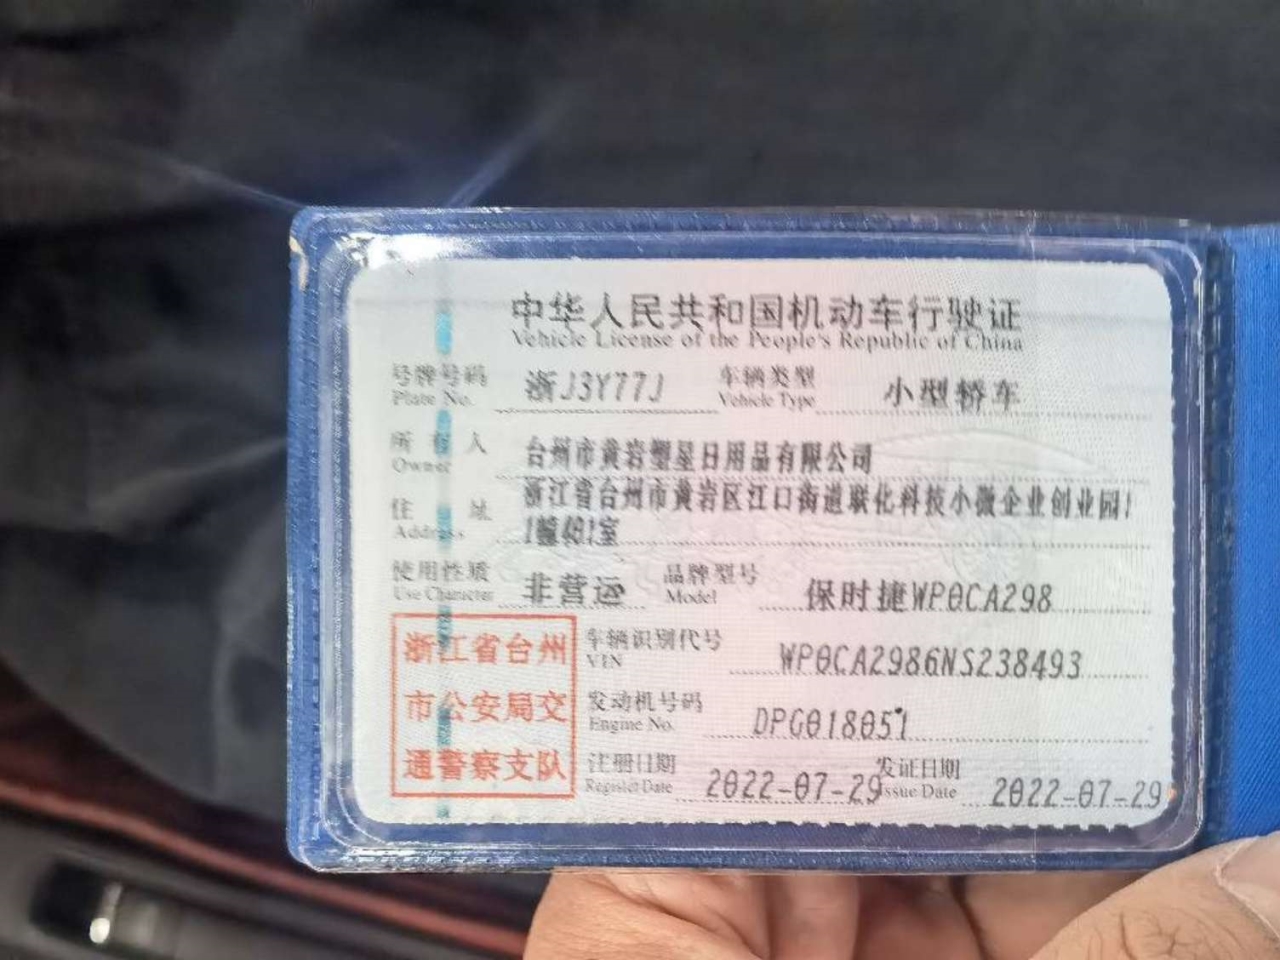 中华人民共和国机动车行驶证
Vehicle License of the People's Republic of China
号牌号码 浙J3Y77J 车辆类型 小型轿车
Plate No. Vehicle Type
所有人 台州市黄岩塑星日用品有限公司
Owner
住址 浙江省台州市黄岩区江口街道联化科技小微企业创业园1
Address 1幢401室
使用性质 非营运 品牌型号 保时捷WP0CA298
Use Character Model
浙江省台州
市公安局交
通警察支队
车辆识别代号 WP0CA2986NS238493
VIN
发动机号码 DPG018051
Engine No.
注册日期 2022-07-29 发证日期 2022-07-29
Register Date Issue Date